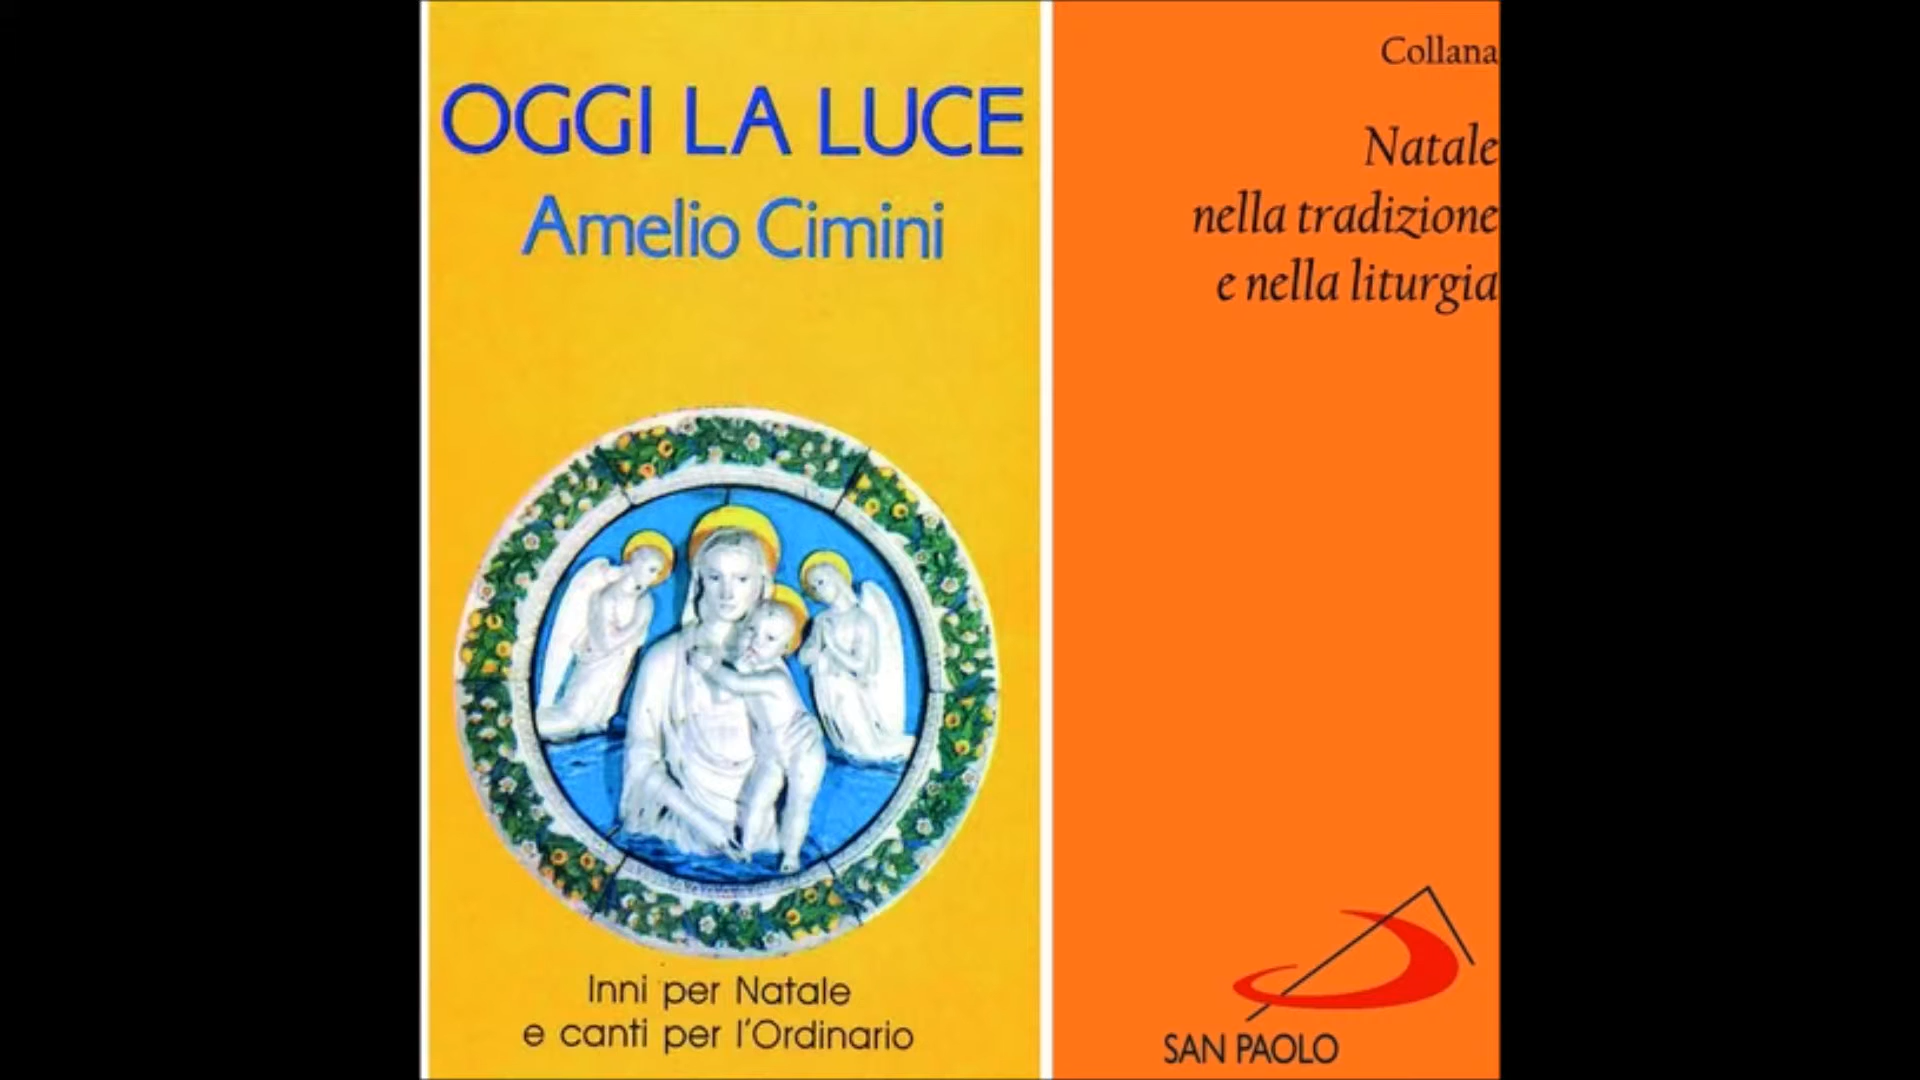 OGGI LA LUCE
Amelio Cimini
Inni per Natale
e canti per l'Ordinario
Collana
Natale
nella tradizione
e nella liturgia
SAN PAOLO